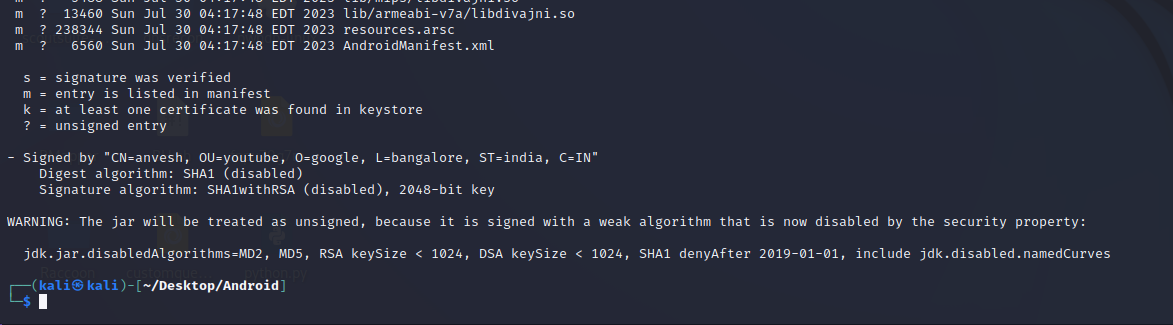 m  ?   9468 Sun Jul 30 04:17:48 EDT 2023 lib/mips/libdivajni.so
m  ?  13460 Sun Jul 30 04:17:48 EDT 2023 lib/armeabi-v7a/libdivajni.so
m  ? 238344 Sun Jul 30 04:17:48 EDT 2023 resources.arsc
m  ?   6560 Sun Jul 30 04:17:48 EDT 2023 AndroidManifest.xml
s = signature was verified
m = entry is listed in manifest
k = at least one certificate was found in keystore
? = unsigned entry
- Signed by "CN=anvesh, OU=youtube, O=google, L=bangalore, ST=india, C=IN"
Digest algorithm: SHA1 (disabled)
Signature algorithm: SHA1withRSA (disabled), 2048-bit key
WARNING: The jar will be treated as unsigned, because it is signed with a weak algorithm that is now disabled by the security property:
jdk.jar.disabledAlgorithms=MD2, MD5, RSA keySize < 1024, DSA keySize < 1024, SHA1 denyAfter 2019-01-01, include jdk.disabled.namedCurves
Raccoon customque... python.py
┌──(kali㉿kali)-[~/Desktop/Android]
└─$